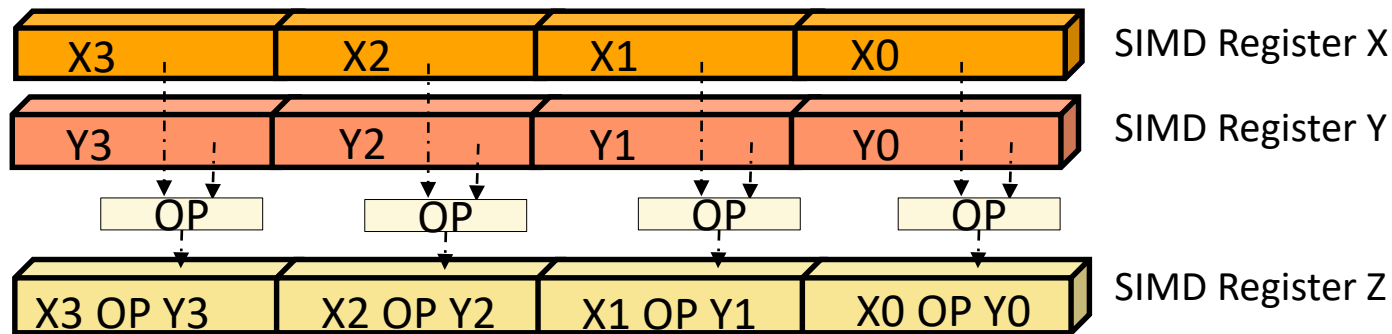 X3 X2 X1 X0 SIMD Register X
Y3 Y2 Y1 Y0 SIMD Register Y
OP OP OP OP
X3 OP Y3 X2 OP Y2 X1 OP Y1 X0 OP Y0 SIMD Register Z